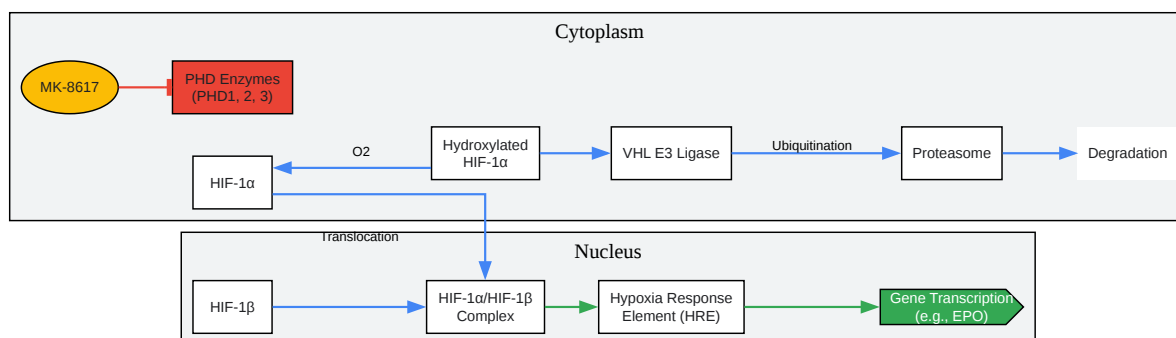 Cytoplasm
MK-8617
PHD Enzymes
(PHD1, 2, 3)
O2
Hydroxylated
HIF-1α
VHL E3 Ligase
Ubiquitination
Proteasome
Degradation
HIF-1α
Translocation
Nucleus
HIF-1β
HIF-1α/HIF-1β
Complex
Hypoxia Response
Element (HRE)
Gene Transcription
(e.g., EPO)